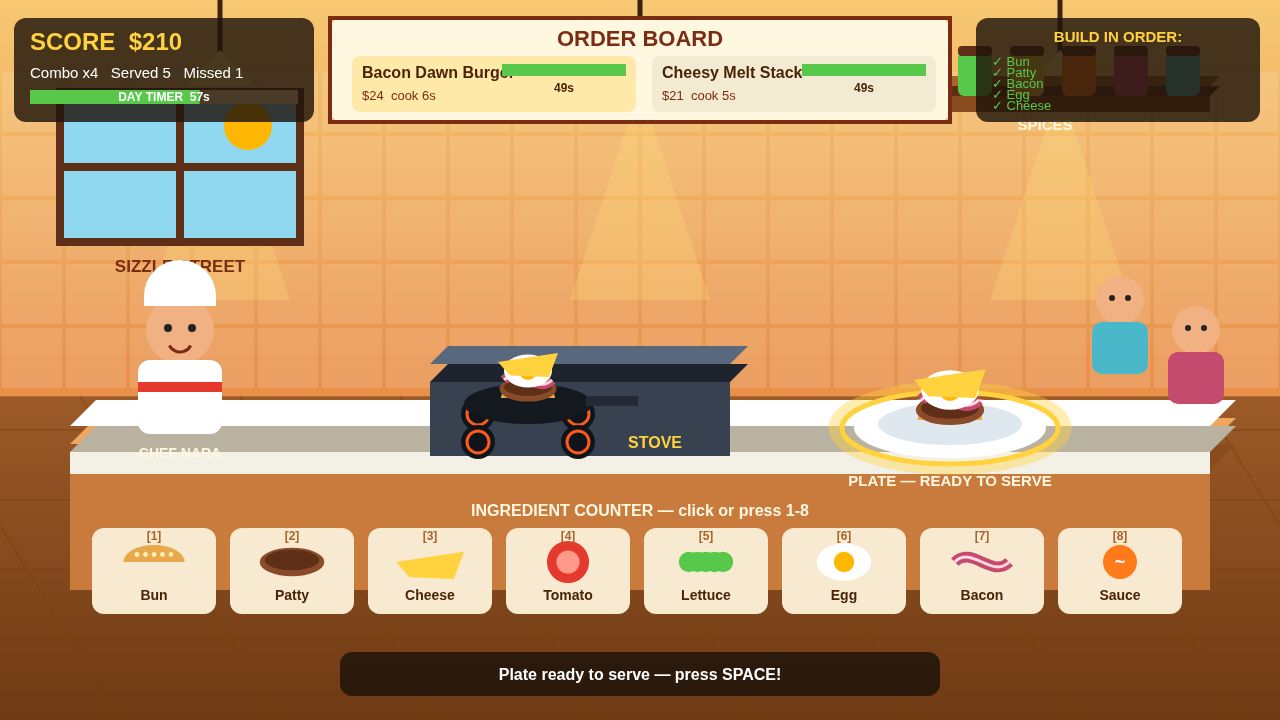 SCORE $210
Combo x4 Served 5 Missed 1
DAY TIMER 57s
ORDER BOARD
Bacon Dawn Burger
$24 cook 6s
49s
Cheesy Melt Stack
$21 cook 5s
49s
BUILD IN ORDER:
✓ Bun
✓ Patty
✓ Bacon
✓ Egg
✓ Cheese
SPICES
SIZZLE STREET
CHEF NARA
STOVE
PLATE — READY TO SERVE
INGREDIENT COUNTER — click or press 1-8
[1] [2] [3] [4] [5] [6] [7] [8]
~
Bun Patty Cheese Tomato Lettuce Egg Bacon Sauce
Plate ready to serve — press SPACE!